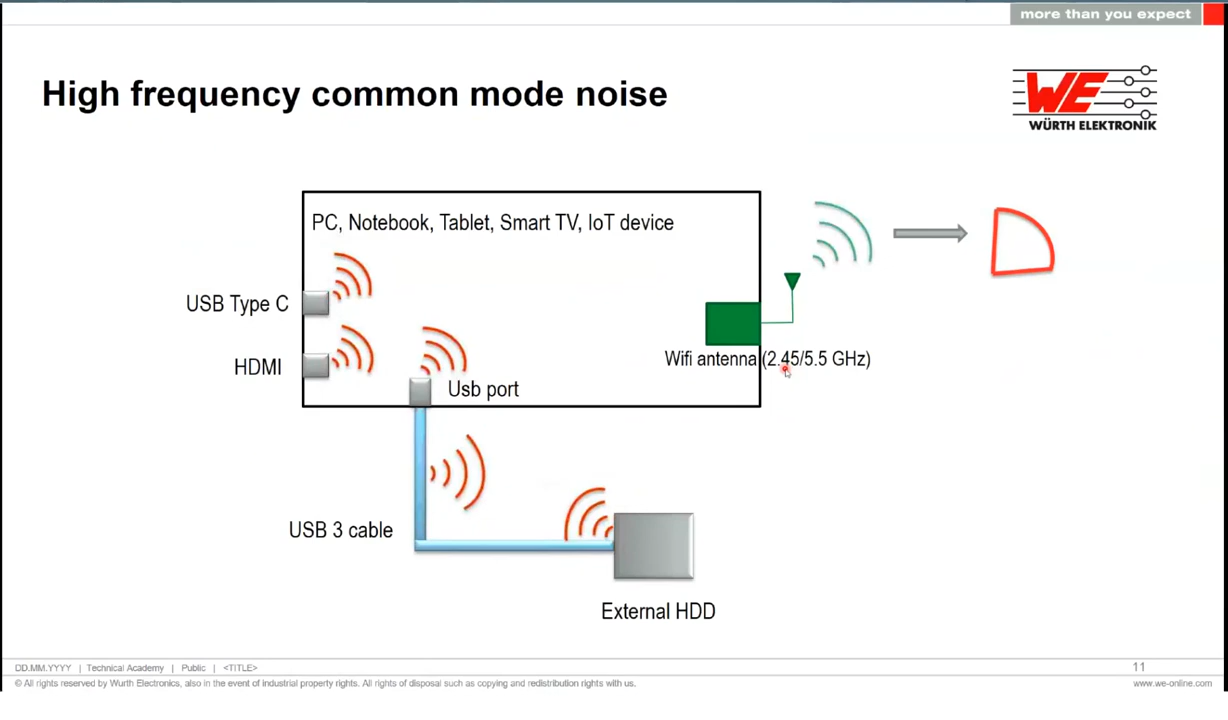 more than you expect
High frequency common mode noise
WE
WÜRTH ELEKTRONIK
PC, Notebook, Tablet, Smart TV, IoT device
USB Type C
HDMI
Wifi antenna (2.45/5.5 GHz)
Usb port
USB 3 cable
External HDD
DD.MM.YYYY | Technical Academy | Public | <TITLE>
11
© All rights reserved by Wurth Electronics, also in the event of industrial property rights. All rights of disposal such as copying and redistribution rights with us.
www.we-online.com